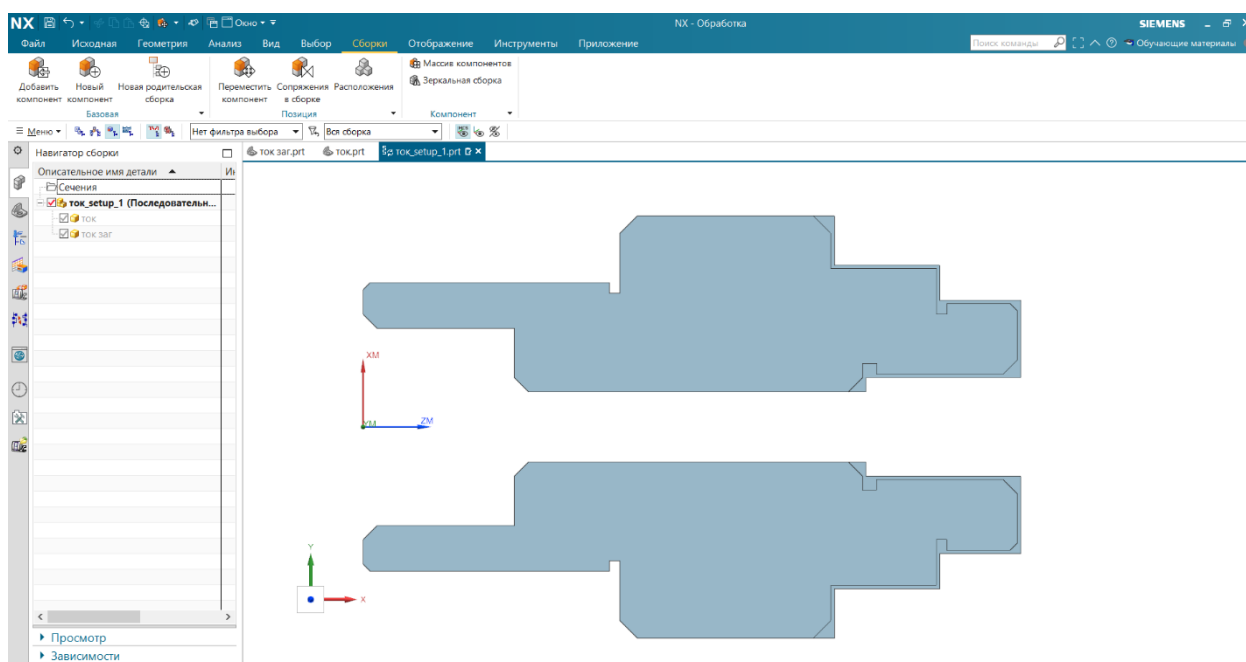 NX Окно NX - Обработка SIEMENS
Файл Исходная Геометрия Анализ Вид Выбор Сборки Отображение Инструменты Приложение Поиск команды Обучающие материалы
Добавить компонент Новый компонент Новая родительская сборка Переместить компонент Сопряжения в сборке Расположения Массив компонентов
Зеркальная сборка
Базовая Позиция Компонент
Меню Нет фильтра выбора Вся сборка
Навигатор сборки ток заг.prt ток.prt ток_setup_1.prt
Описательное имя детали
Сечения
ток_setup_1 (Последовательн...
ток
ток заг
XM
YM ZM
Y
X
Просмотр
Зависимости